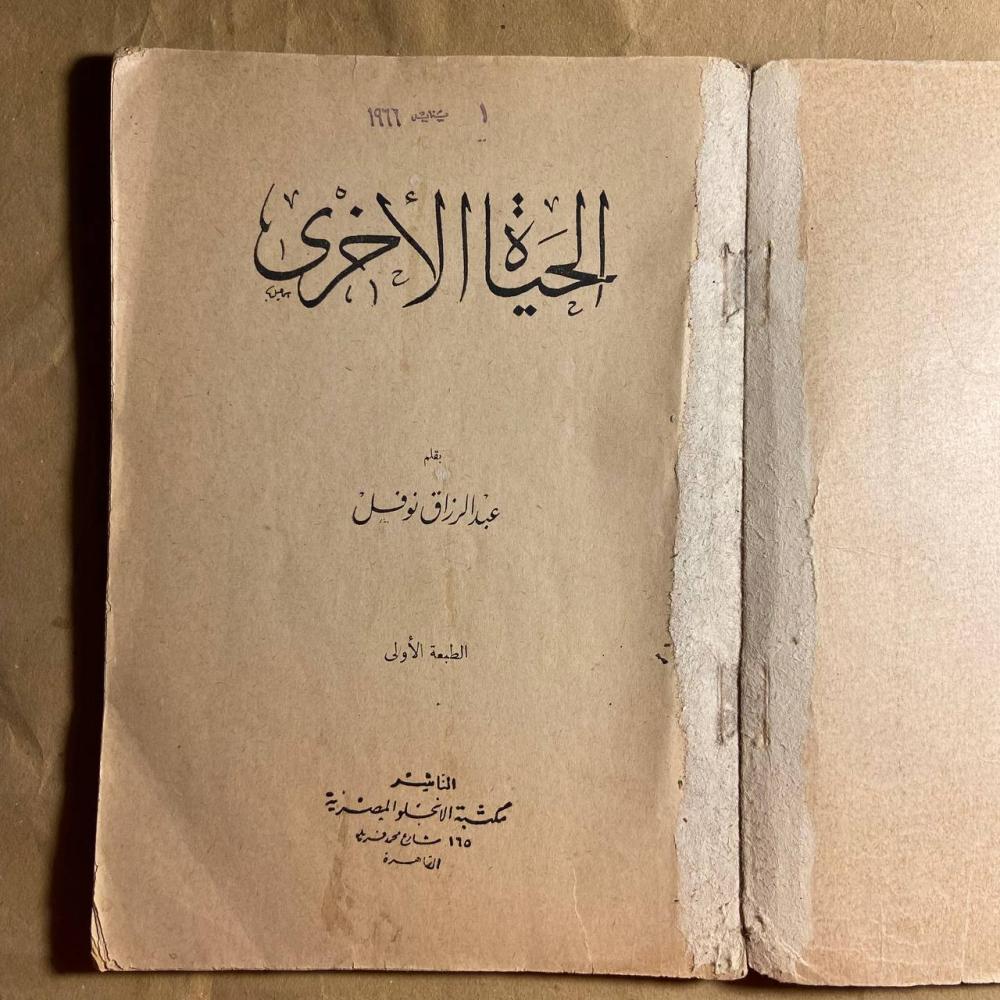 ١ يناير ١٩٦٦
الحياة الأخرى
بقلم
عبد الرزاق نوفل
الطبعة الأولى
الناشر
مكتبة الانجلو المصرية
١٦٥ شارع محمد فريد
القاهرة